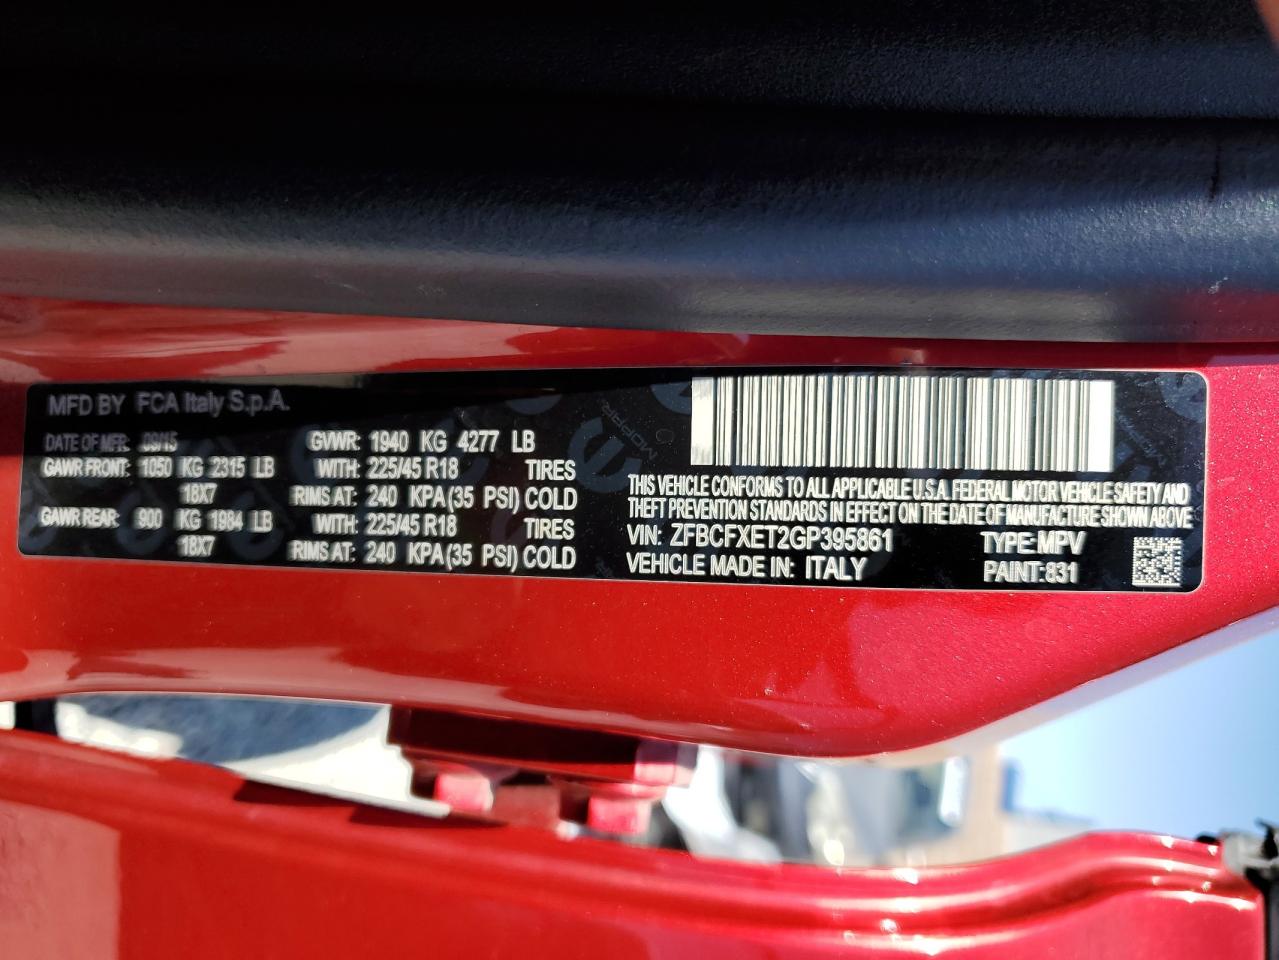 MFD BY FCA Italy S.p.A.
DATE OF MFR: 09/15 GVWR: 1940 KG 4277 LB
GAWR FRONT: 1050 KG 2315 LB WITH: 225/45 R18 TIRES
18X7 RIMS AT: 240 KPA(35 PSI) COLD
GAWR REAR: 900 KG 1984 LB WITH: 225/45 R18 TIRES
18X7 RIMS AT: 240 KPA(35 PSI) COLD
MOPAR
THIS VEHICLE CONFORMS TO ALL APPLICABLE U.S.A. FEDERAL MOTOR VEHICLE SAFETY AND
THEFT PREVENTION STANDARDS IN EFFECT ON THE DATE OF MANUFACTURE SHOWN ABOVE
VIN: ZFBCFXET2GP395861 TYPE: MPV
VEHICLE MADE IN: ITALY PAINT: 831